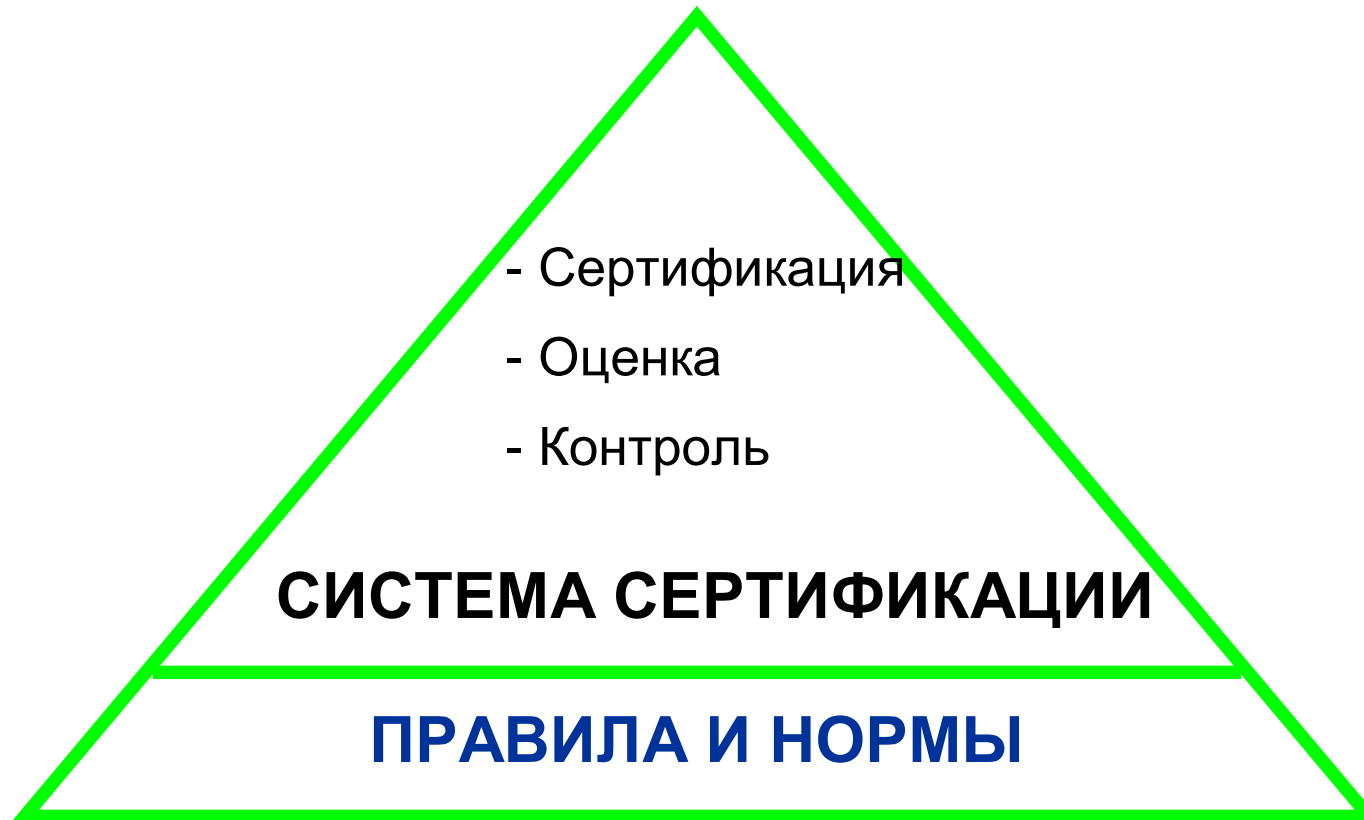 - Сертификация
- Оценка
- Контроль
СИСТЕМА СЕРТИФИКАЦИИ
ПРАВИЛА И НОРМЫ